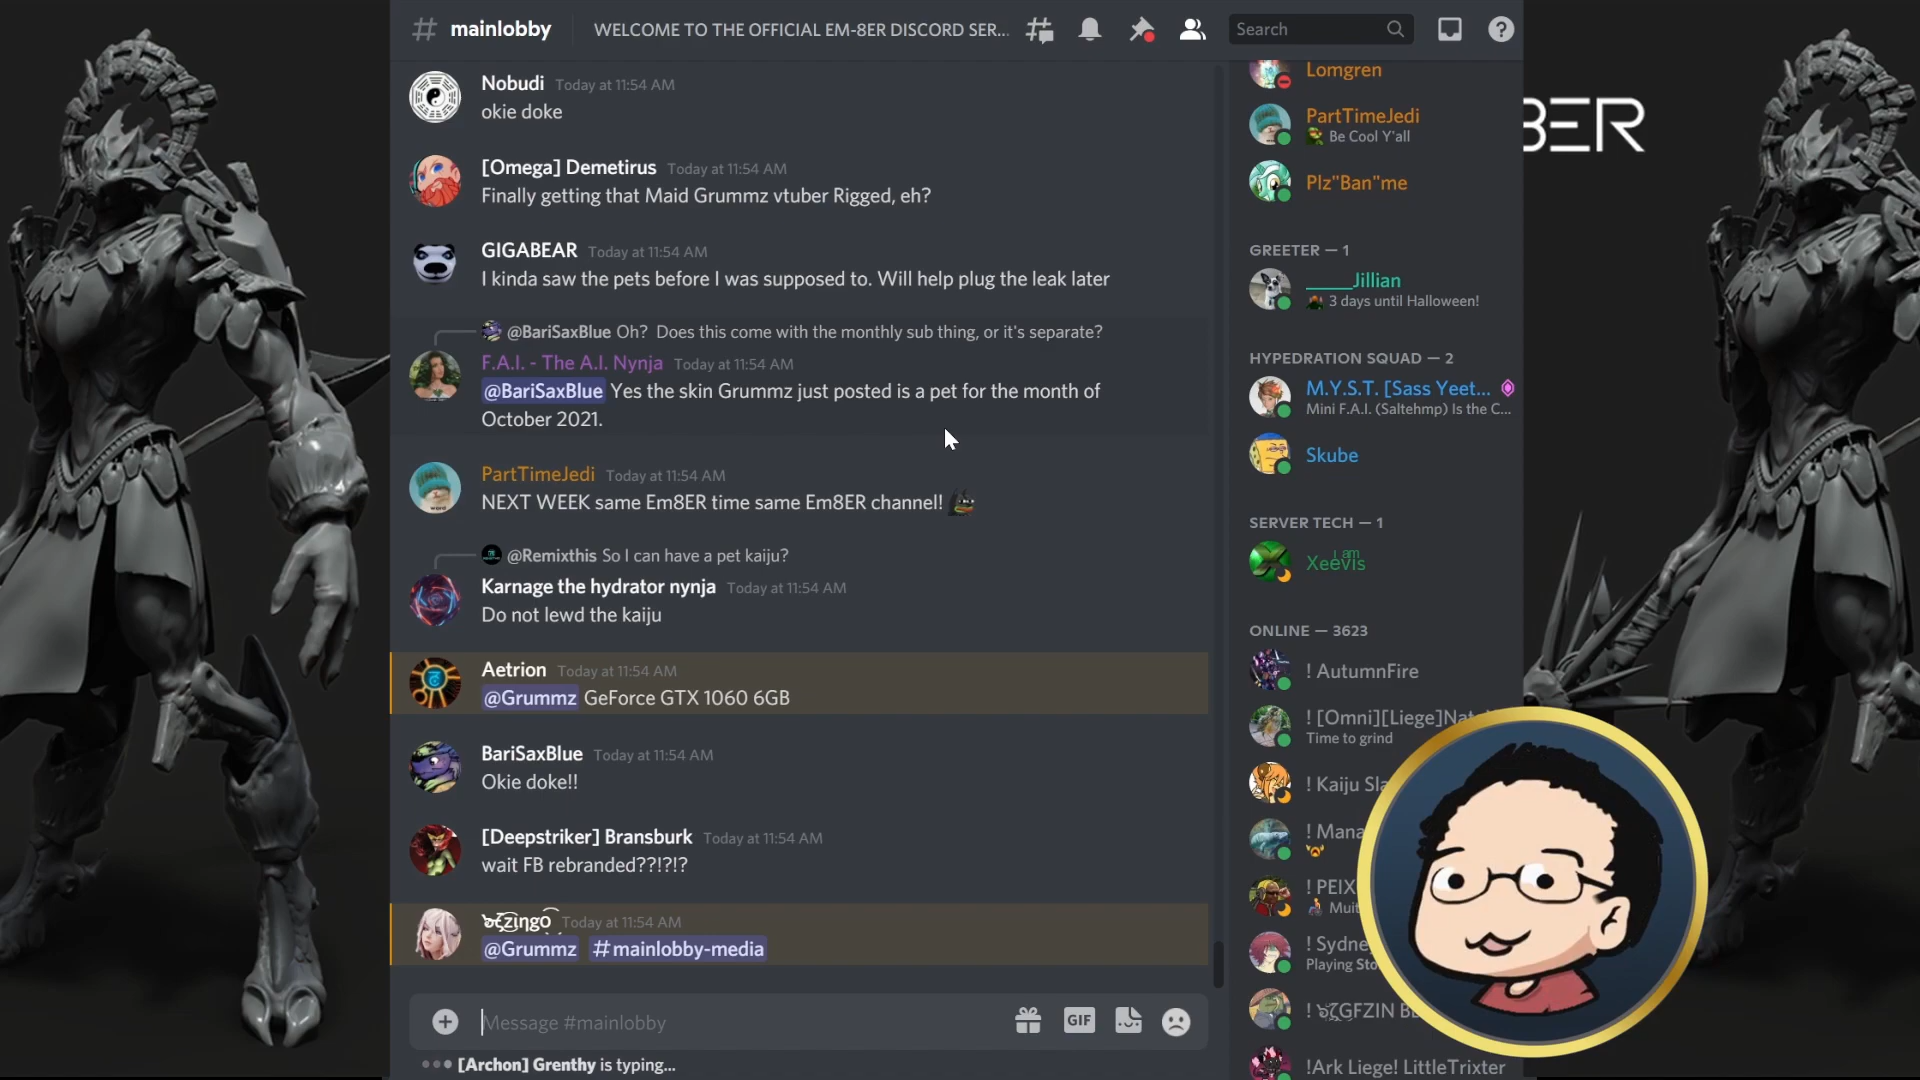 mainlobby
WELCOME TO THE OFFICIAL EM-8ER DISCORD SER...
Search
Nobudi Today at 11:54 AM
okie doke
[Omega] Demetirus Today at 11:54 AM
Finally getting that Maid Grummz vtuber Rigged, eh?
GIGABEAR Today at 11:54 AM
I kinda saw the pets before I was supposed to. Will help plug the leak later
@BariSaxBlue Oh? Does this come with the monthly sub thing, or it's separate?
F.A.I. - The A.I. Nynja Today at 11:54 AM
@BariSaxBlue Yes the skin Grummz just posted is a pet for the month of
October 2021.
PartTimeJedi Today at 11:54 AM
NEXT WEEK same Em8ER time same Em8ER channel!
@Remixthis So I can have a pet kaiju?
Karnage the hydrator nynja Today at 11:54 AM
Do not lewd the kaiju
Aetrion Today at 11:54 AM
@Grummz GeForce GTX 1060 6GB
BariSaxBlue Today at 11:54 AM
Okie doke!!
[Deepstriker] Bransburk Today at 11:54 AM
wait FB rebranded??!?!?
Today at 11:54 AM
@Grummz #mainlobby-media
Message #mainlobby
GIF
[Archon] Grenthy is typing...
Lomgren
PartTimeJedi
Be Cool Y'all
Plz"Ban"me
GREETER — 1
_____Jillian
3 days until Halloween!
HYPEDRATION SQUAD — 2
M.Y.S.T. [Sass Yeet...
Mini F.A.I. (Saltehmp) Is the C...
Skube
SERVER TECH — 1
I am
Xeevis
ONLINE — 3623
! AutumnFire
! [Omni][Liege]Nat
Time to grind
! Kaiju Sla
! Mana
! PEIX
Muit
! Sydne
Playing Sto
!Ark Liege! LittleTrixter
BER